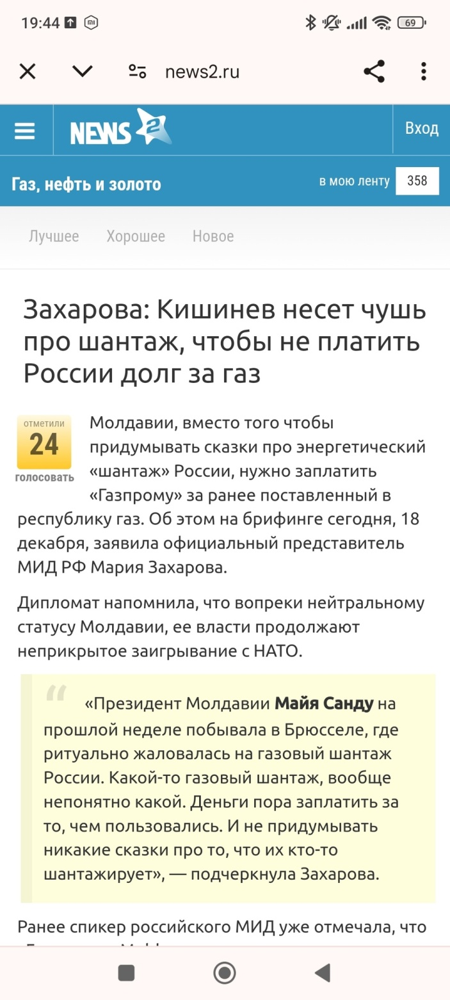 19:44
69
news2.ru
NEWS 2
Вход
Газ, нефть и золото
в мою ленту 358
Лучшее Хорошее Новое
Захарова: Кишинев несет чушь
про шантаж, чтобы не платить
России долг за газ
отметили
24
голосовать
Молдавии, вместо того чтобы
придумывать сказки про энергетический
«шантаж» России, нужно заплатить
«Газпрому» за ранее поставленный в
республику газ. Об этом на брифинге сегодня, 18
декабря, заявила официальный представитель
МИД РФ Мария Захарова.
Дипломат напомнила, что вопреки нейтральному
статусу Молдавии, ее власти продолжают
неприкрытое заигрывание с НАТО.
«Президент Молдавии Майя Санду на
прошлой неделе побывала в Брюсселе, где
ритуально жаловалась на газовый шантаж
России. Какой-то газовый шантаж, вообще
непонятно какой. Деньги пора заплатить за
то, чем пользовались. И не придумывать
никакие сказки про то, что их кто-то
шантажирует», — подчеркнула Захарова.
Ранее спикер российского МИД уже отмечала, что